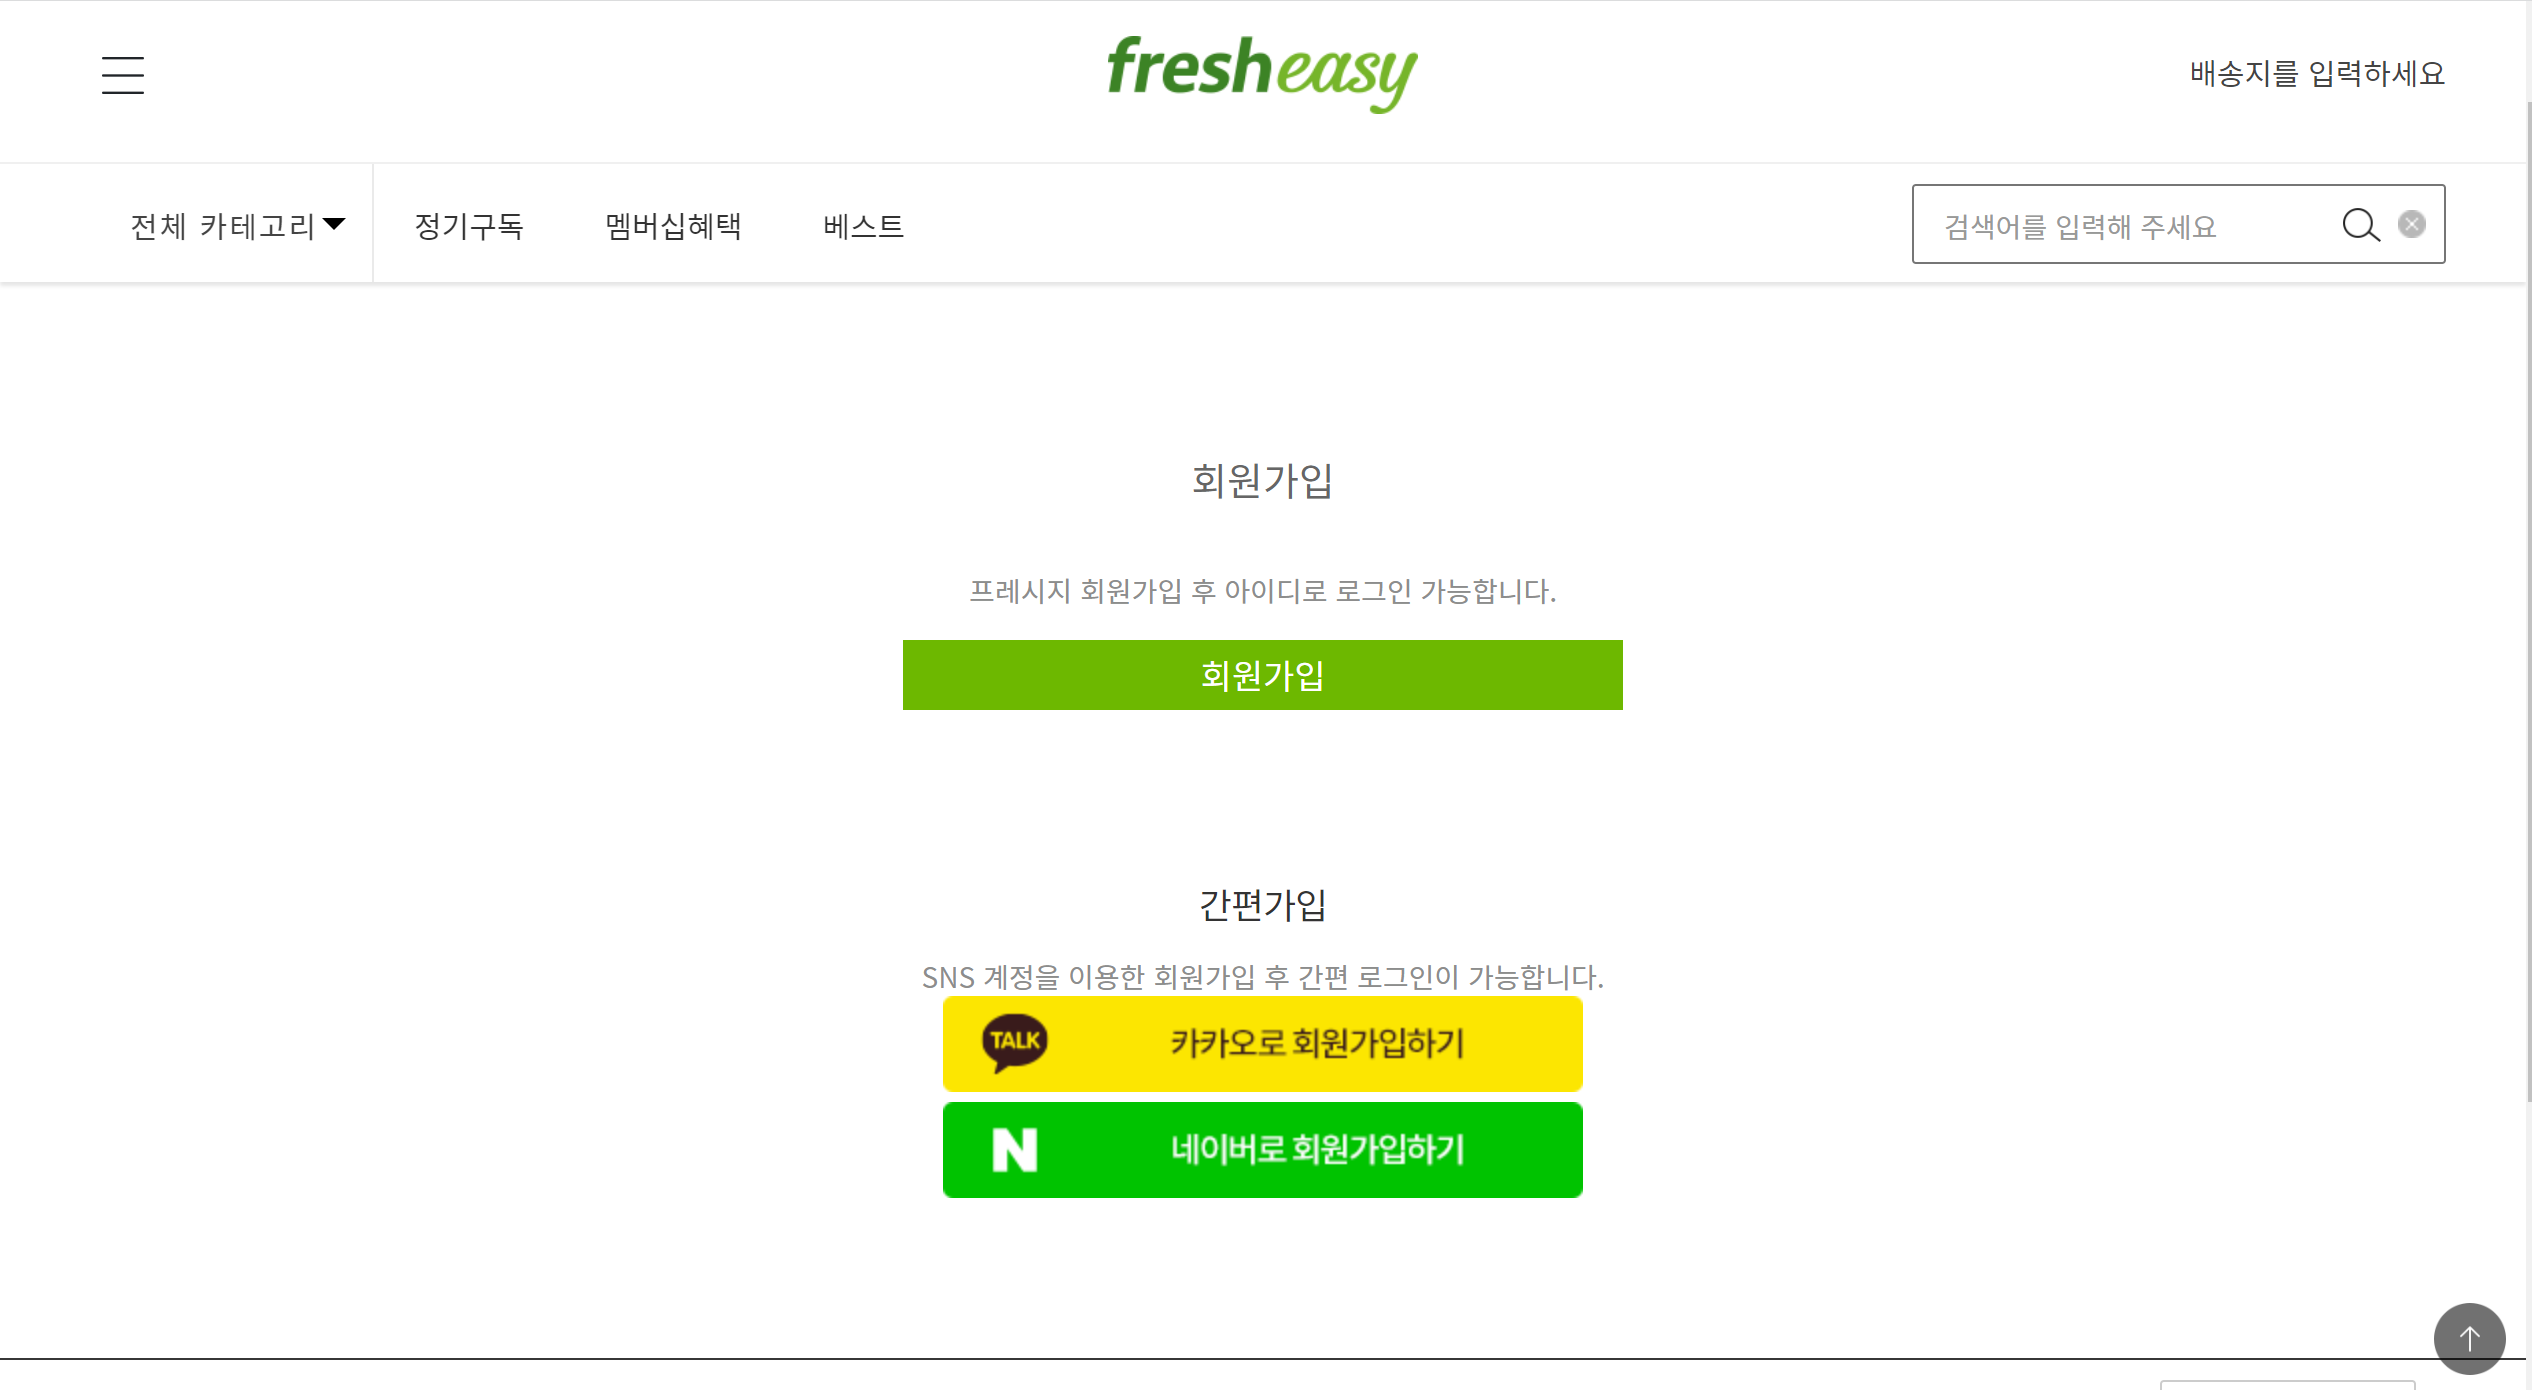 fresheasy
배송지를 입력하세요
전체 카테고리
정기구독
멤버십혜택
베스트
검색어를 입력해 주세요
회원가입
프레시지 회원가입 후 아이디로 로그인 가능합니다.
회원가입
간편가입
SNS 계정을 이용한 회원가입 후 간편 로그인이 가능합니다.
TALK
카카오로 회원가입하기
N
네이버로 회원가입하기